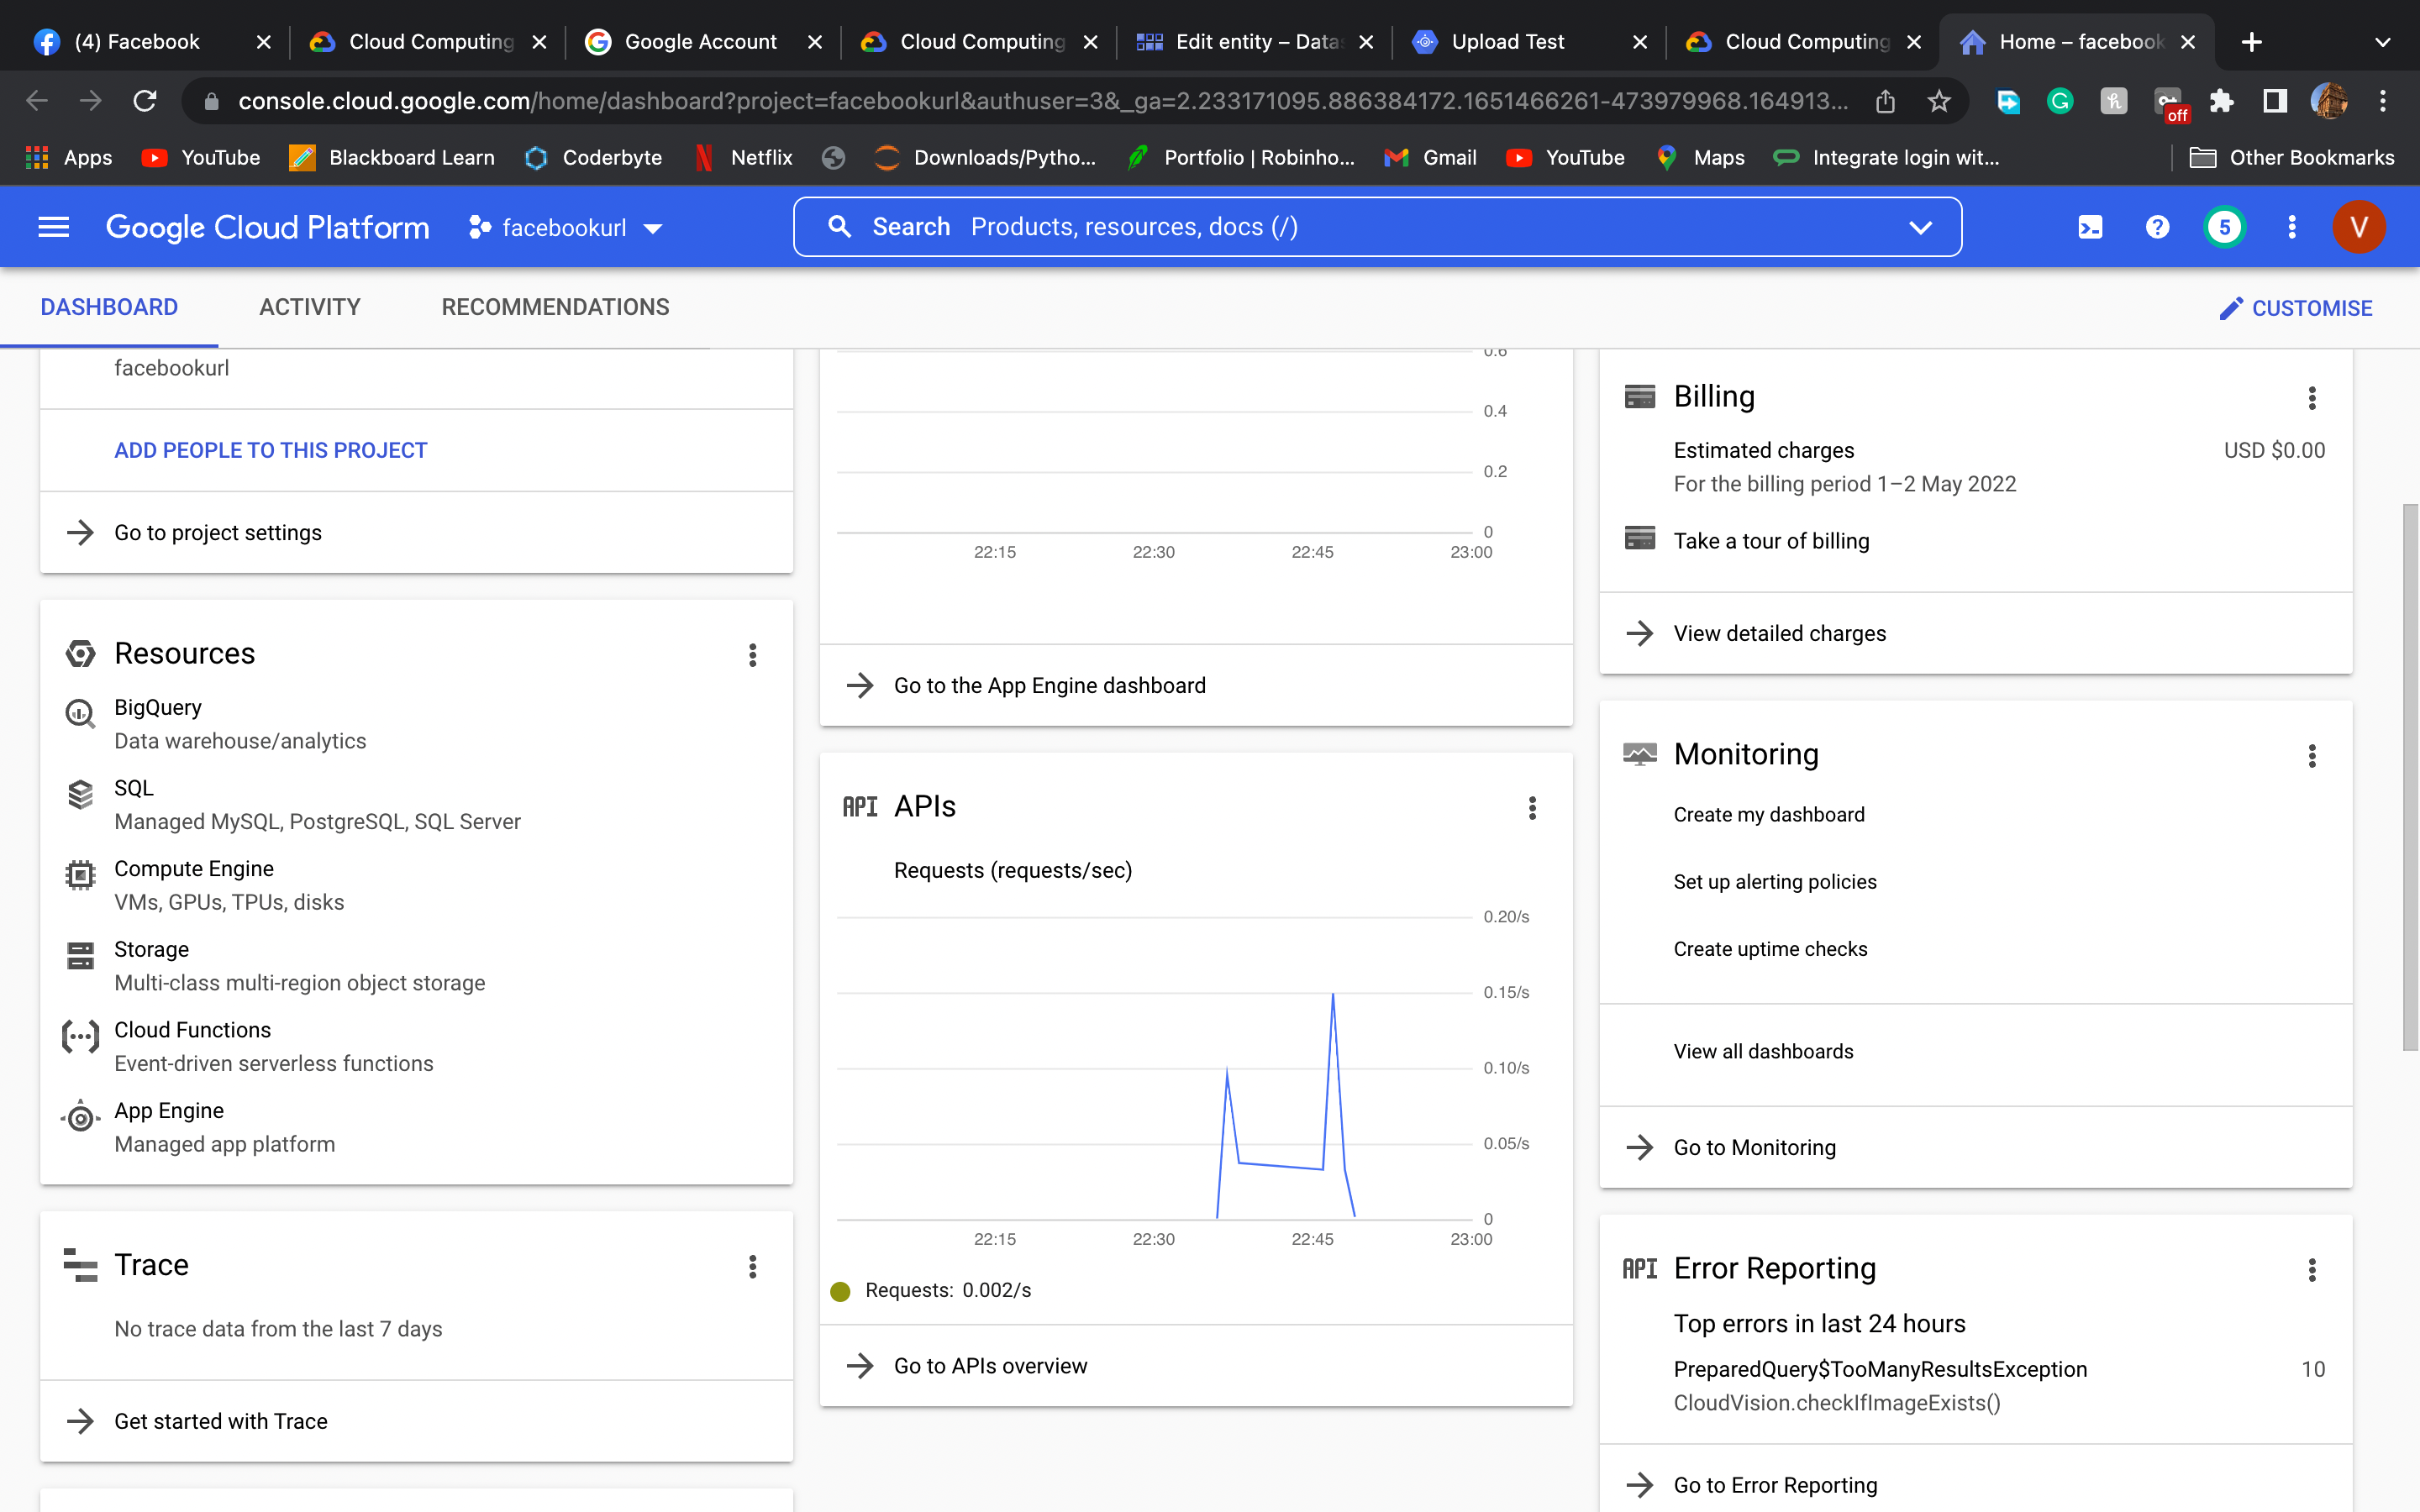 (4) Facebook
Cloud Computing
Google Account
Cloud Computing
Edit entity – Datas
Upload Test
Cloud Computing
Home – facebook
console.cloud.google.com/home/dashboard?project=facebookurl&authuser=3&_ga=2.233171095.886384172.1651466261-473979968.164913...
off
Apps
YouTube
Blackboard Learn
Coderbyte
Netflix
Downloads/Pytho...
Portfolio | Robinho...
Gmail
YouTube
Maps
Integrate login wit...
Other Bookmarks
Google Cloud Platform
facebookurl
Search Products, resources, docs (/)
5
V
DASHBOARD
ACTIVITY
RECOMMENDATIONS
CUSTOMISE
facebookurl
ADD PEOPLE TO THIS PROJECT
Go to project settings
Resources
BigQuery
Data warehouse/analytics
SQL
Managed MySQL, PostgreSQL, SQL Server
Compute Engine
VMs, GPUs, TPUs, disks
Storage
Multi-class multi-region object storage
Cloud Functions
Event-driven serverless functions
App Engine
Managed app platform
Trace
No trace data from the last 7 days
Get started with Trace
0.6
0.4
0.2
0
22:15 22:30 22:45 23:00
Go to the App Engine dashboard
API APIs
Requests (requests/sec)
0.20/s
0.15/s
0.10/s
0.05/s
0
22:15 22:30 22:45 23:00
Requests: 0.002/s
Go to APIs overview
Billing
Estimated charges USD $0.00
For the billing period 1–2 May 2022
Take a tour of billing
View detailed charges
Monitoring
Create my dashboard
Set up alerting policies
Create uptime checks
View all dashboards
Go to Monitoring
API Error Reporting
Top errors in last 24 hours
PreparedQuery$TooManyResultsException 10
CloudVision.checkIfImageExists()
Go to Error Reporting